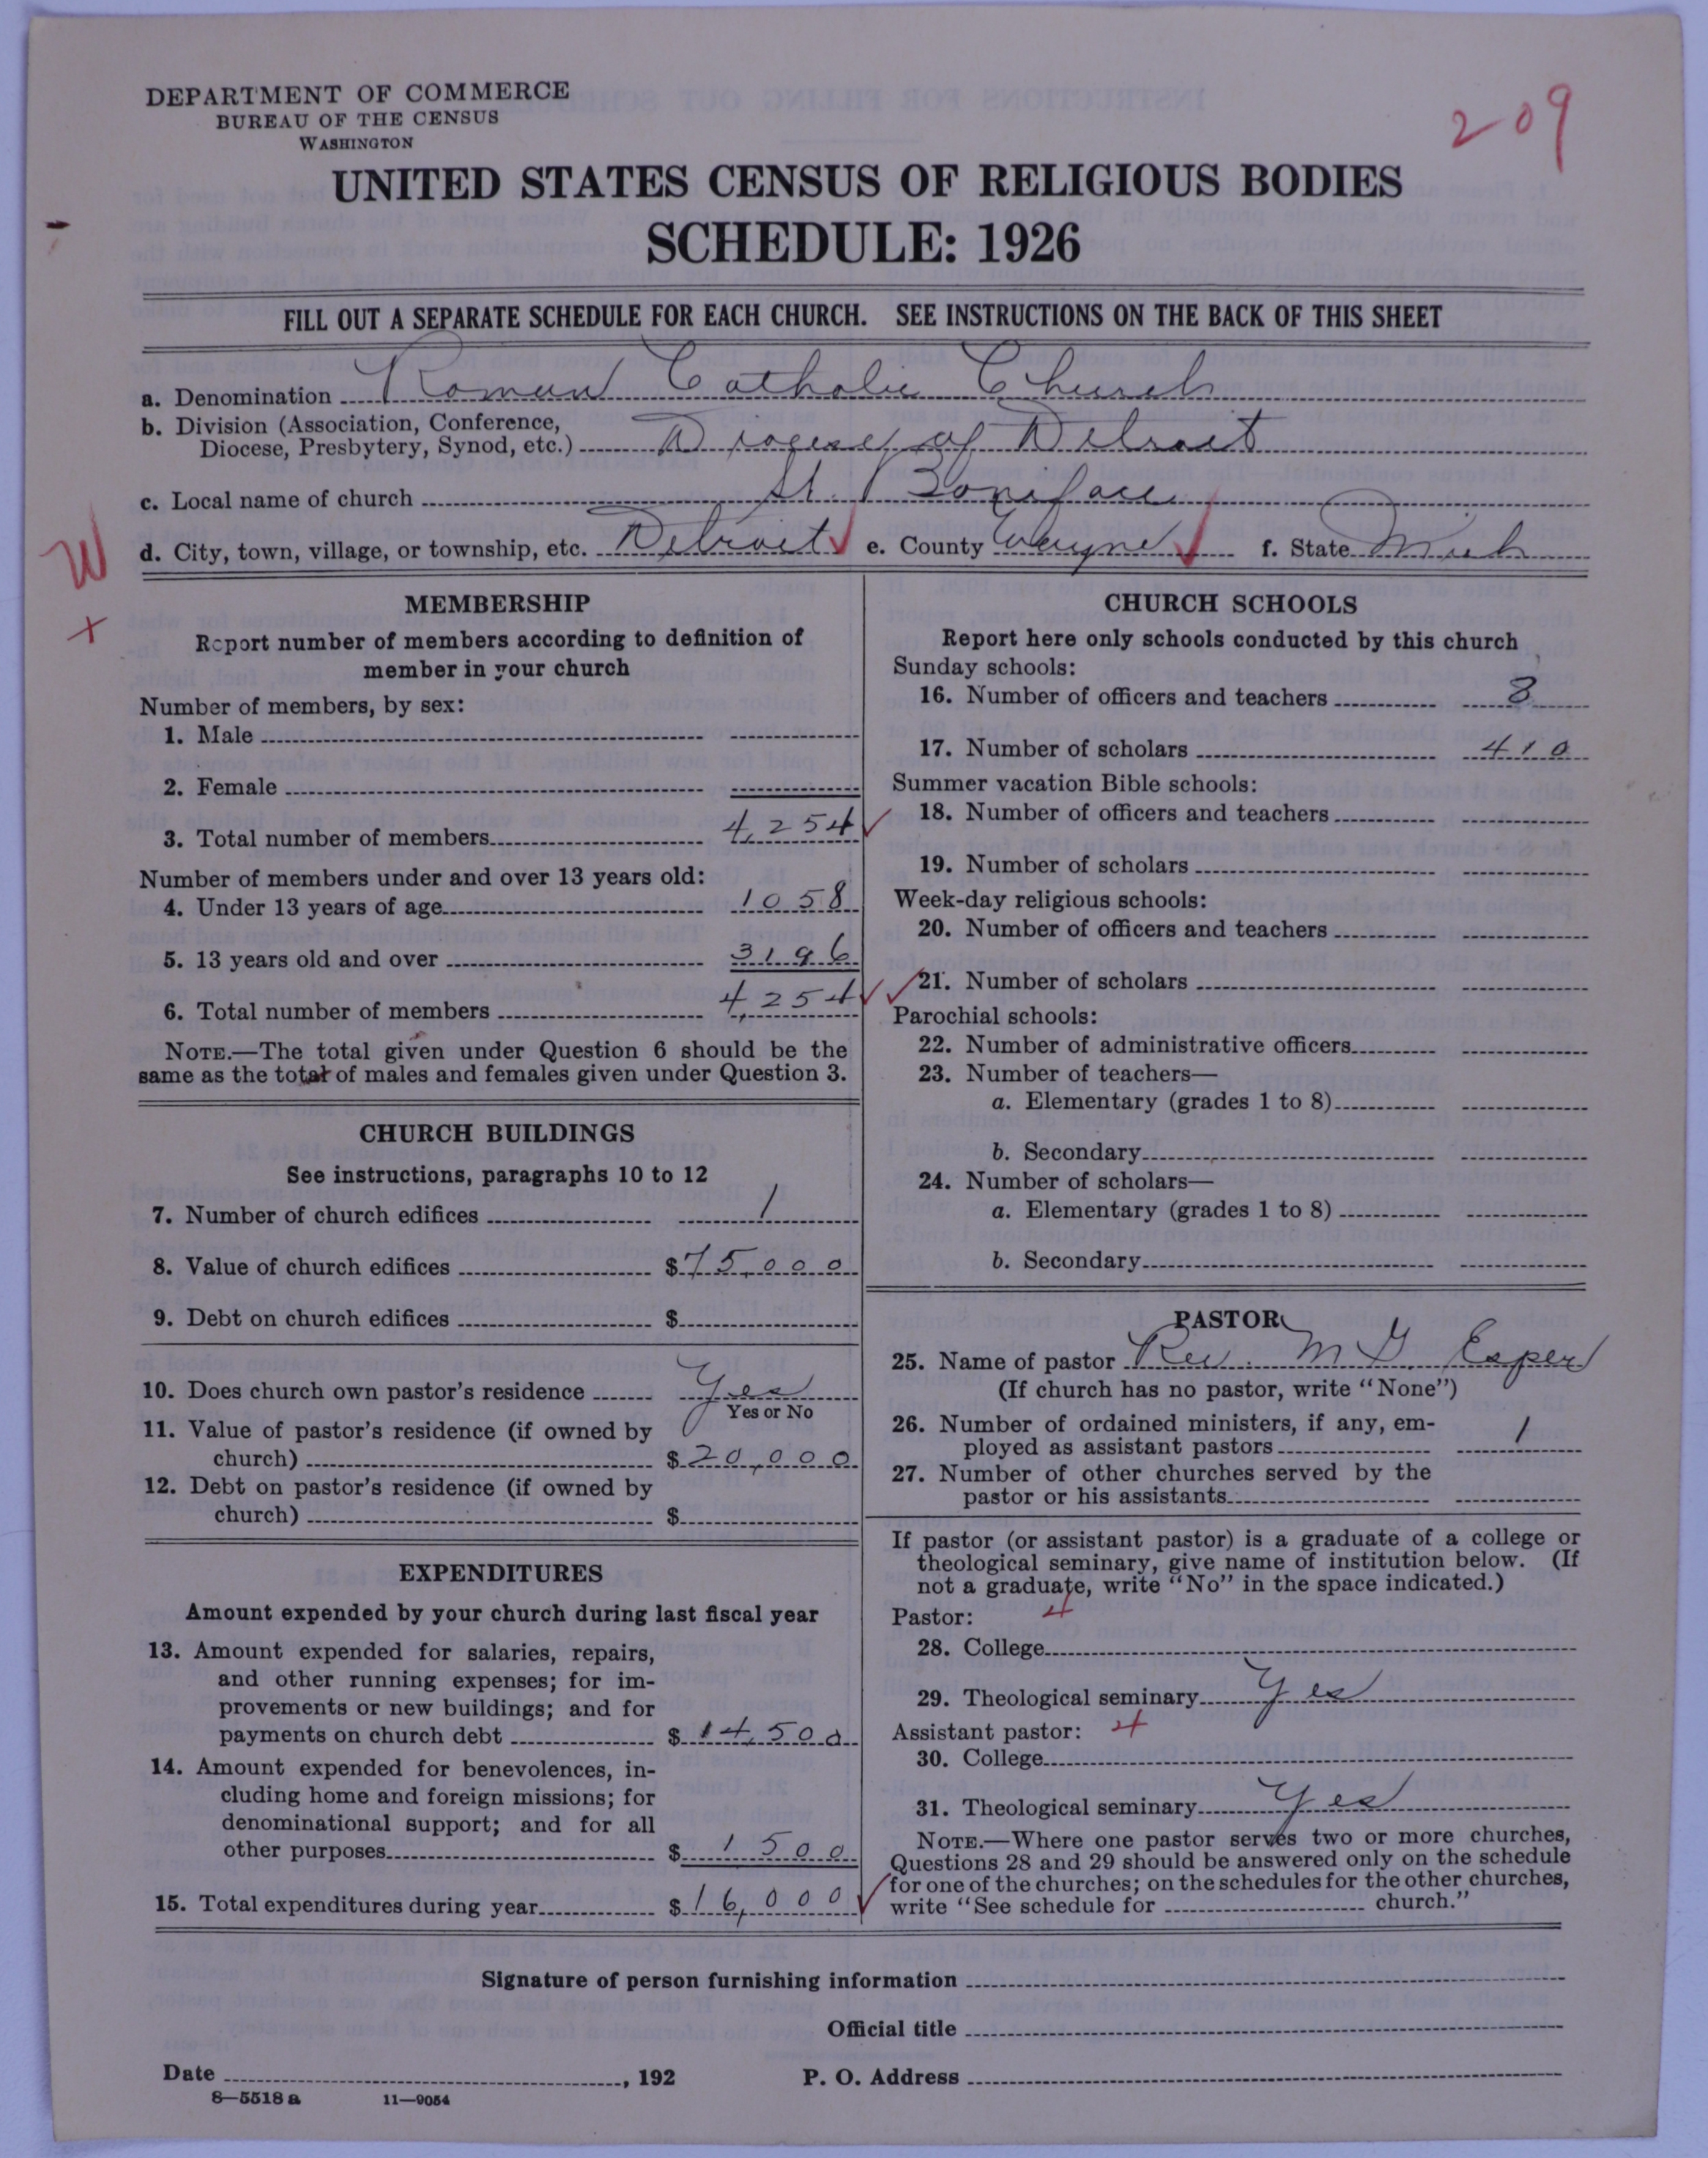 DEPARTMENT OF COMMERCE
BUREAU OF THE CENSUS
WASHINGTON
209
UNITED STATES CENSUS OF RELIGIOUS BODIES
SCHEDULE: 1926
FILL OUT A SEPARATE SCHEDULE FOR EACH CHURCH. SEE INSTRUCTIONS ON THE BACK OF THIS SHEET
a. Denomination Roman Catholic Church
b. Division (Association, Conference,
Diocese, Presbytery, Synod, etc.) Diocese of Detroit
c. Local name of church St. Boniface
d. City, town, village, or township, etc. Detroit e. County Wayne f. State Mich
W
+
MEMBERSHIP
Report number of members according to definition of
member in your church
Number of members, by sex:
1. Male
2. Female
3. Total number of members 4,254
Number of members under and over 13 years old:
4. Under 13 years of age 1058
5. 13 years old and over 3196
6. Total number of members 4,254
NOTE.—The total given under Question 6 should be the
same as the total of males and females given under Question 3.
CHURCH BUILDINGS
See instructions, paragraphs 10 to 12
7. Number of church edifices 1
8. Value of church edifices $75,000
9. Debt on church edifices $
10. Does church own pastor's residence Yes
Yes or No
11. Value of pastor's residence (if owned by
church) $20,000
12. Debt on pastor's residence (if owned by
church) $
EXPENDITURES
Amount expended by your church during last fiscal year
13. Amount expended for salaries, repairs,
and other running expenses; for im-
provements or new buildings; and for
payments on church debt $14,500
14. Amount expended for benevolences, in-
cluding home and foreign missions; for
denominational support; and for all
other purposes $1500
15. Total expenditures during year $16,000
CHURCH SCHOOLS
Report here only schools conducted by this church
Sunday schools:
16. Number of officers and teachers 8
17. Number of scholars 410
Summer vacation Bible schools:
18. Number of officers and teachers
19. Number of scholars
Week-day religious schools:
20. Number of officers and teachers
21. Number of scholars
Parochial schools:
22. Number of administrative officers
23. Number of teachers—
a. Elementary (grades 1 to 8)
b. Secondary
24. Number of scholars—
a. Elementary (grades 1 to 8)
b. Secondary
PASTOR
25. Name of pastor Rev. M G. Esper
(If church has no pastor, write "None")
26. Number of ordained ministers, if any, em-
ployed as assistant pastors 1
27. Number of other churches served by the
pastor or his assistants
If pastor (or assistant pastor) is a graduate of a college or
theological seminary, give name of institution below. (If
not a graduate, write "No" in the space indicated.)
Pastor: 4
28. College
29. Theological seminary Yes
Assistant pastor: 4
30. College
31. Theological seminary Yes
NOTE.—Where one pastor serves two or more churches,
Questions 28 and 29 should be answered only on the schedule
for one of the churches; on the schedules for the other churches,
write "See schedule for church."
Signature of person furnishing information
Official title
Date , 192 P. O. Address
8—5518 a 11—9054